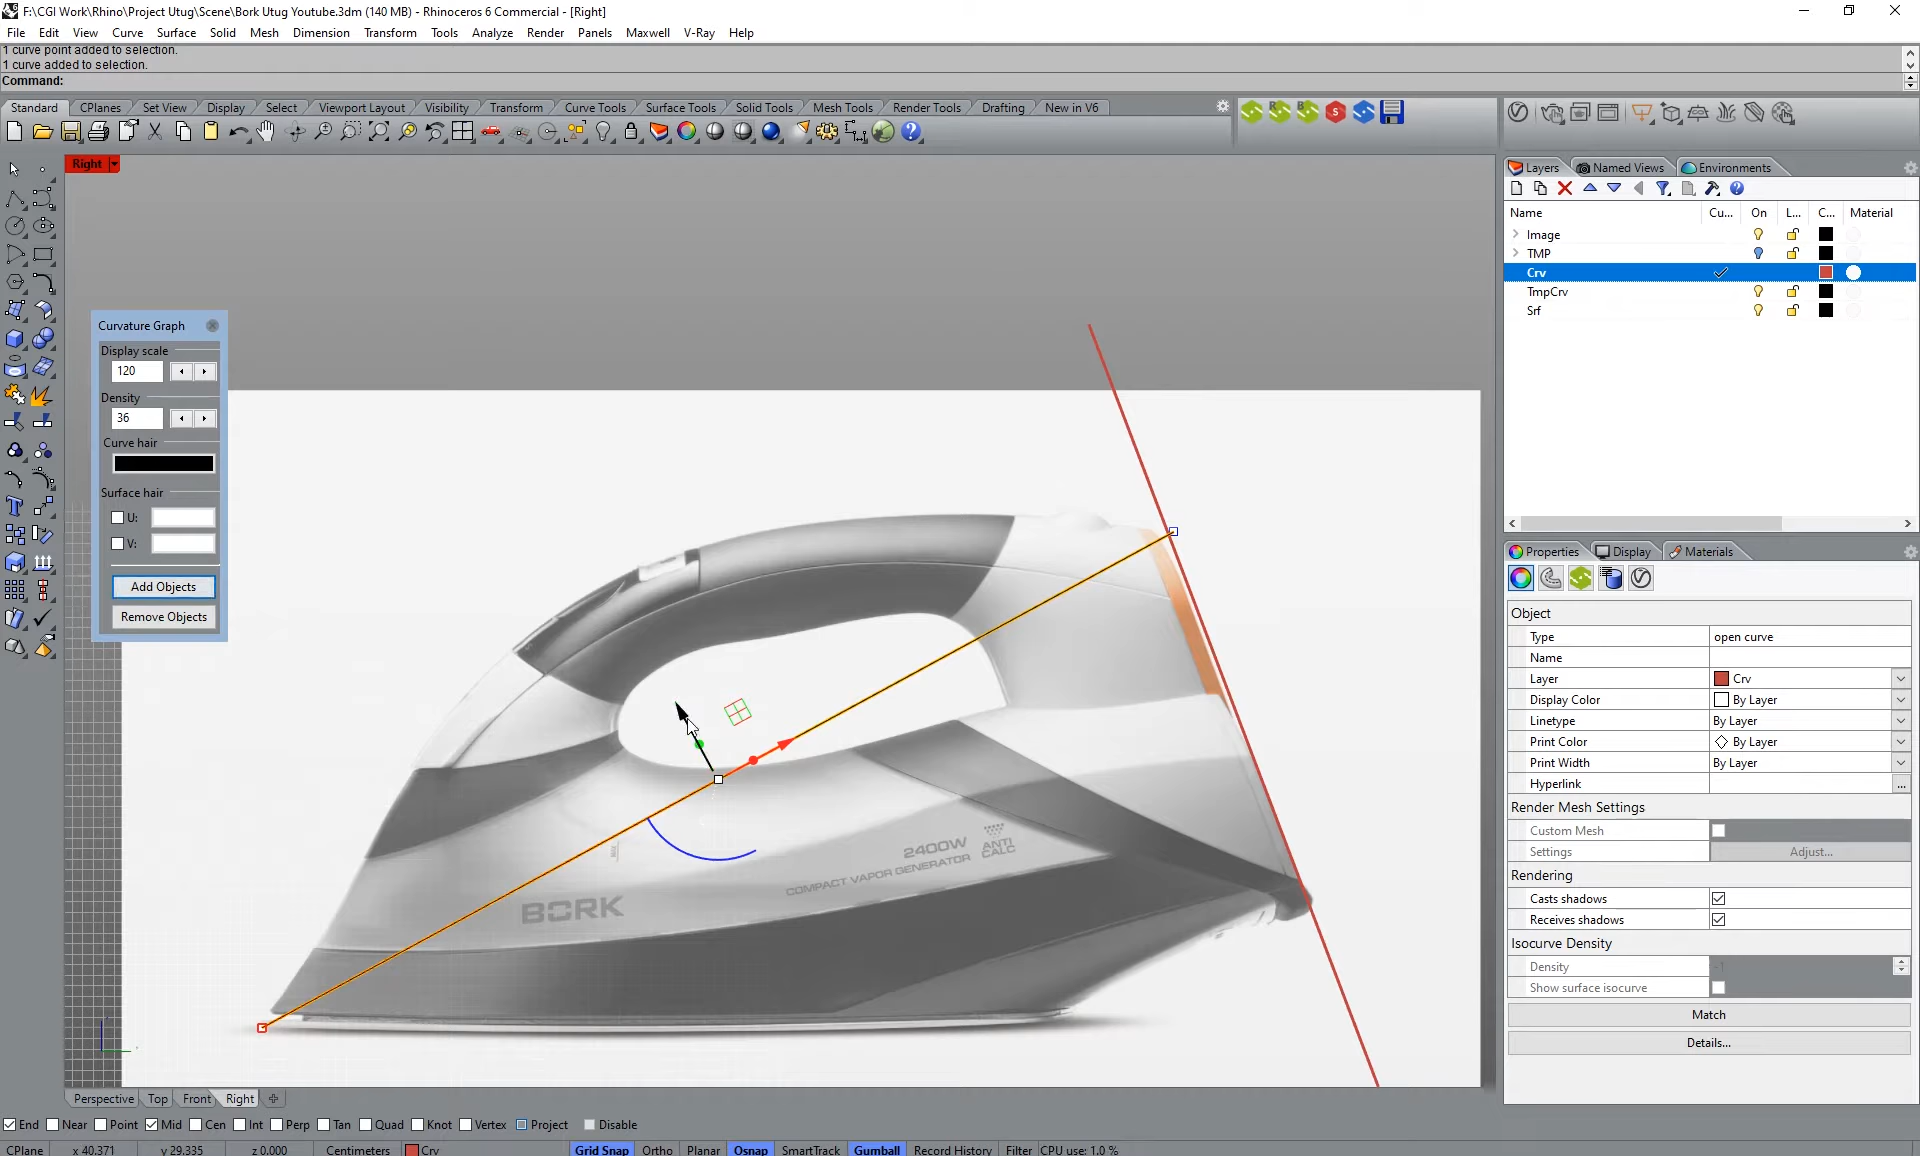 F:\CGI Work\Rhino\Project Utug\Scene\Bork Utug Youtube.3dm (140 MB) - Rhinoceros 6 Commercial - [Right]
File Edit View Curve Surface Solid Mesh Dimension Transform Tools Analyze Render Panels Maxwell V-Ray Help
1 curve point added to selection.
1 curve added to selection.
Command:
Standard CPlanes Set View Display Select Viewport Layout Visibility Transform Curve Tools Surface Tools Solid Tools Mesh Tools Render Tools Drafting New in V6
Right
Curvature Graph
Display scale
120
Density
36
Curve hair
Surface hair
U:
V:
Add Objects
Remove Objects
2400W ANTI CALC
COMPACT VAPOR GENERATOR
BORK
MAX
Layers Named Views Environments
Name Cu... On L... C... Material
Image
TMP
Crv
TmpCrv
Srf
Properties Display Materials
Object
Type open curve
Name
Layer Crv
Display Color By Layer
Linetype By Layer
Print Color By Layer
Print Width By Layer
Hyperlink ...
Render Mesh Settings
Custom Mesh
Settings Adjust...
Rendering
Casts shadows
Receives shadows
Isocurve Density
Density -1
Show surface isocurve
Match
Details...
Perspective Top Front Right
End Near Point Mid Cen Int Perp Tan Quad Knot Vertex Project Disable
CPlane x 40.371 y 29.335 z 0.000 Centimeters Crv Grid Snap Ortho Planar Osnap SmartTrack Gumball Record History Filter CPU use: 1.0 %